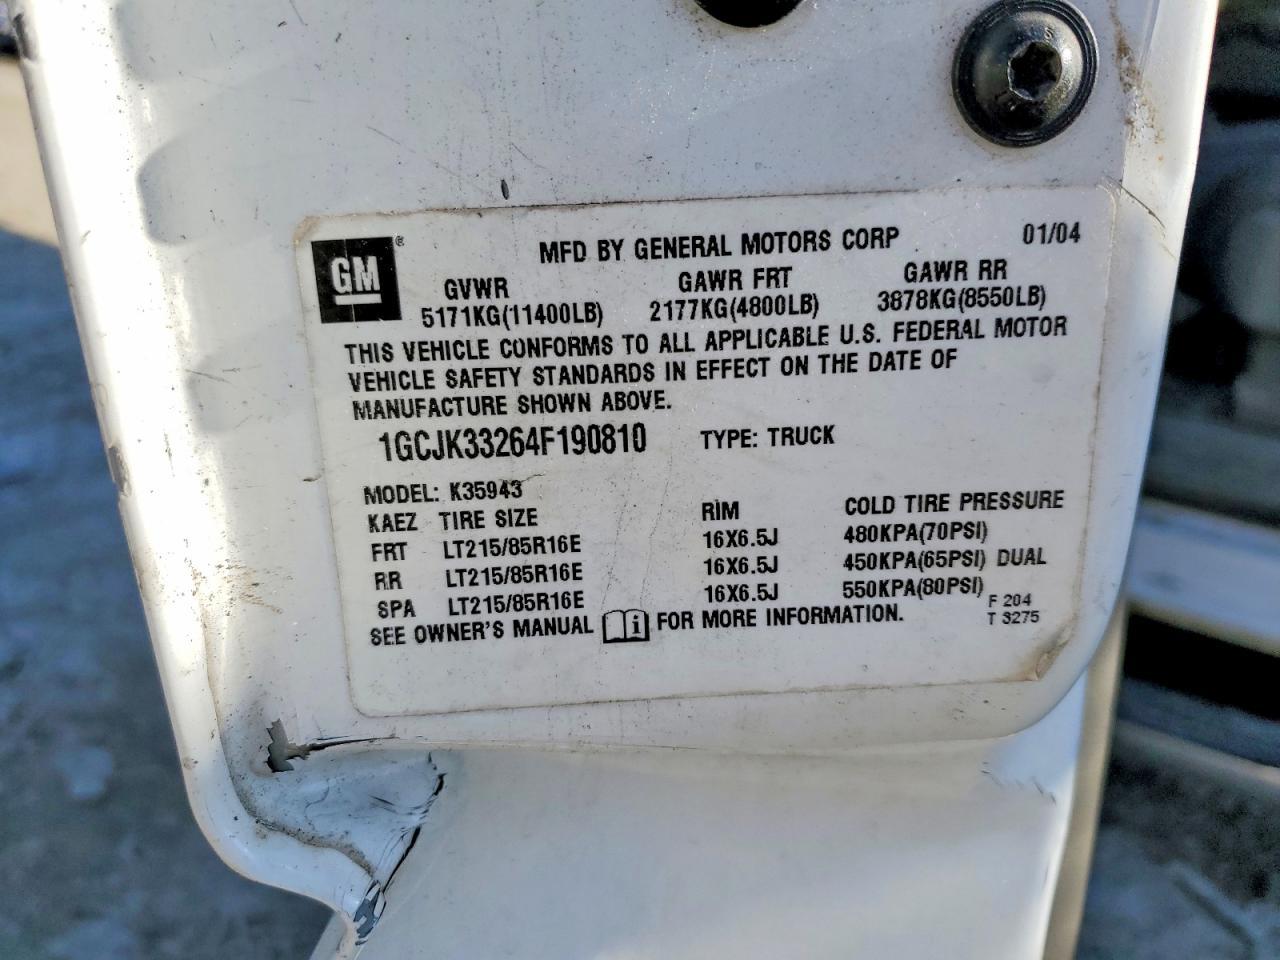 GM ® MFD BY GENERAL MOTORS CORP 01/04
GVWR GAWR FRT GAWR RR
5171KG(11400LB) 2177KG(4800LB) 3878KG(8550LB)
THIS VEHICLE CONFORMS TO ALL APPLICABLE U.S. FEDERAL MOTOR
VEHICLE SAFETY STANDARDS IN EFFECT ON THE DATE OF
MANUFACTURE SHOWN ABOVE.
1GCJK33264F190810 TYPE: TRUCK
MODEL: K35943
KAEZ TIRE SIZE RIM COLD TIRE PRESSURE
FRT LT215/85R16E 16X6.5J 480KPA(70PSI)
RR LT215/85R16E 16X6.5J 450KPA(65PSI) DUAL
SPA LT215/85R16E 16X6.5J 550KPA(80PSI)
SEE OWNER'S MANUAL i FOR MORE INFORMATION.
F 204
T 3275